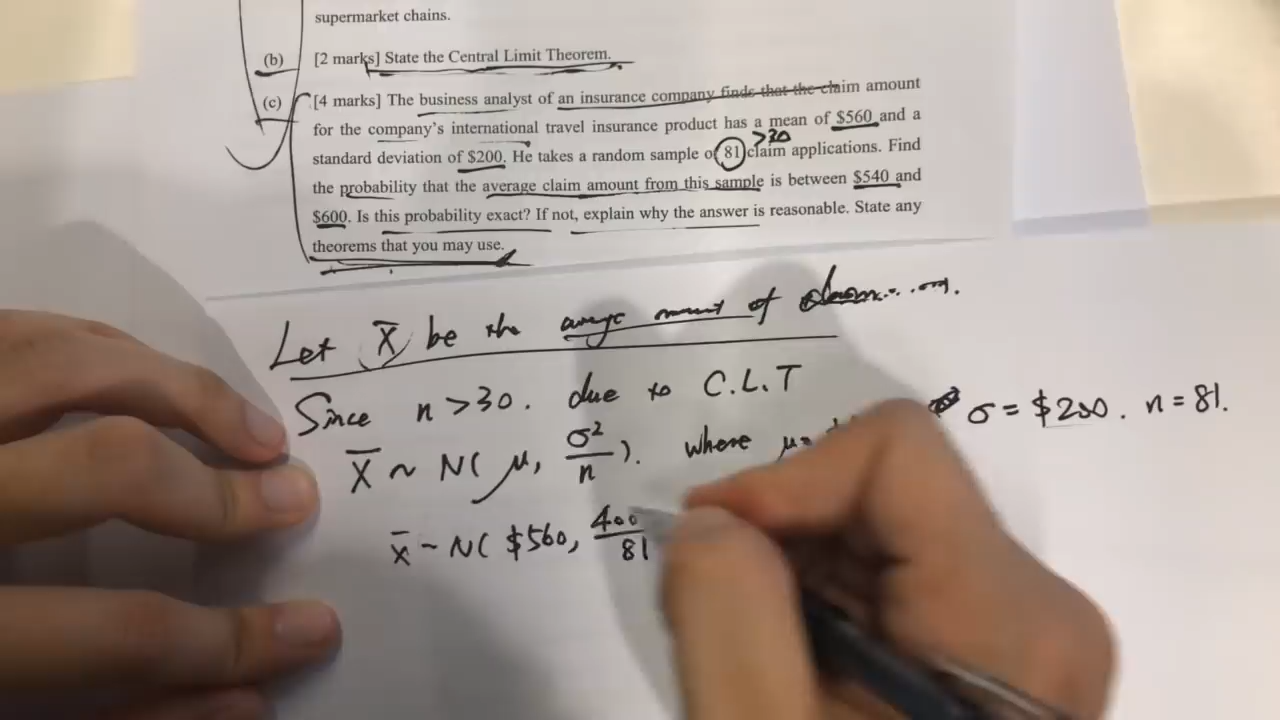 supermarket chains.
(b) [2 marks] State the Central Limit Theorem.
(c) [4 marks] The business analyst of an insurance company finds that the claim amount
for the company's international travel insurance product has a mean of $560 and a
>30
standard deviation of $200. He takes a random sample of 81 claim applications. Find
the probability that the average claim amount from this sample is between $540 and
$600. Is this probability exact? If not, explain why the answer is reasonable. State any
theorems that you may use.
Let X̄ be the average amount of
Since n >30. due to C.L.T
X̄ ~ N( μ, σ²/n ). where μ= σ = $200. n = 81.
x̄ ~ N( $560, 400/81